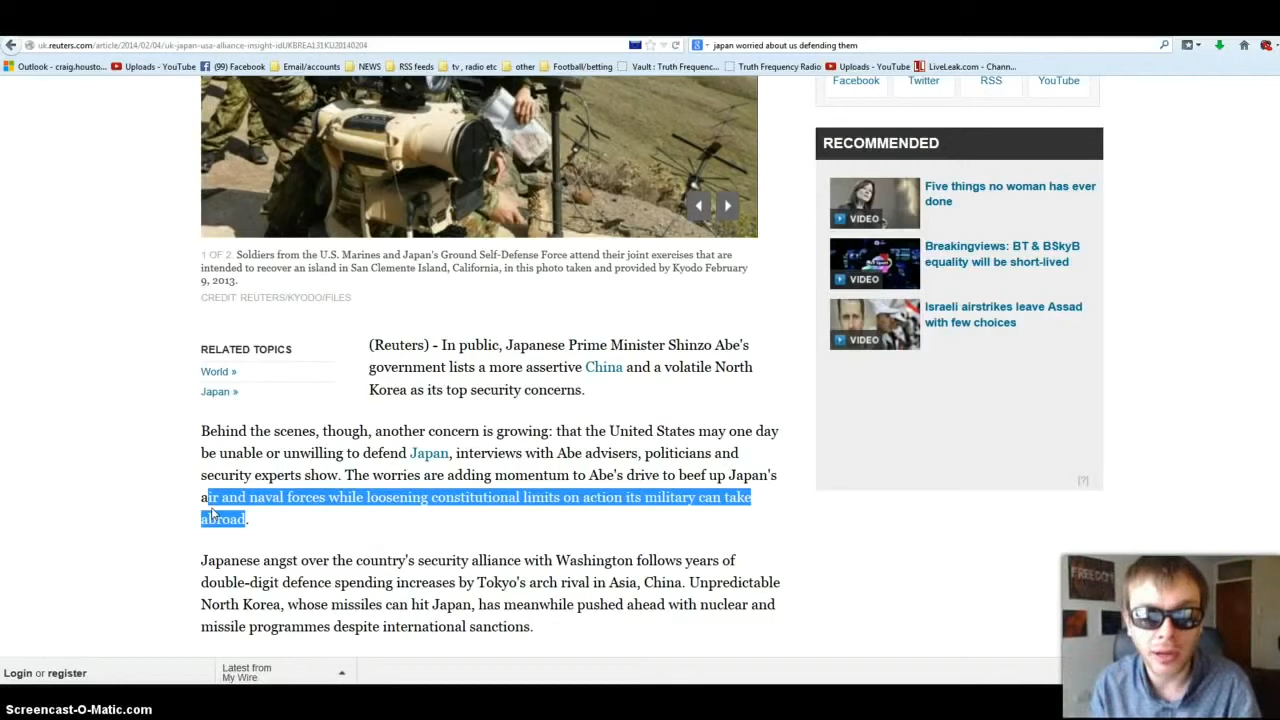 uk.reuters.com/article/2014/02/04/uk-japan-usa-alliance-insight-idUKBREA131KU20140204
japan worried about us defending them
Outlook - craig.housto...
Uploads - YouTube
(99) Facebook
Email/accounts
NEWS
RSS feeds
tv , radio etc
other
Football/betting
Vault : Truth Frequenc...
Truth Frequency Radio
Uploads - YouTube
LiveLeak.com - Chann...
Facebook
Twitter
RSS
YouTube
RECOMMENDED
VIDEO
Five things no woman has ever
done
VIDEO
Breakingviews: BT & BSkyB
equality will be short-lived
VIDEO
Israeli airstrikes leave Assad
with few choices
[?]
1 OF 2. Soldiers from the U.S. Marines and Japan's Ground Self-Defense Force attend their joint exercises that are
intended to recover an island in San Clemente Island, California, in this photo taken and provided by Kyodo February
9, 2013.
CREDIT: REUTERS/KYODO/FILES
RELATED TOPICS
World »
Japan »
(Reuters) - In public, Japanese Prime Minister Shinzo Abe's
government lists a more assertive China and a volatile North
Korea as its top security concerns.
Behind the scenes, though, another concern is growing: that the United States may one day
be unable or unwilling to defend Japan, interviews with Abe advisers, politicians and
security experts show. The worries are adding momentum to Abe's drive to beef up Japan's
air and naval forces while loosening constitutional limits on action its military can take
abroad.
Japanese angst over the country's security alliance with Washington follows years of
double-digit defence spending increases by Tokyo's arch rival in Asia, China. Unpredictable
North Korea, whose missiles can hit Japan, has meanwhile pushed ahead with nuclear and
missile programmes despite international sanctions.
FREEDOM
Login or register
Latest from
My Wire
Screencast-O-Matic.com